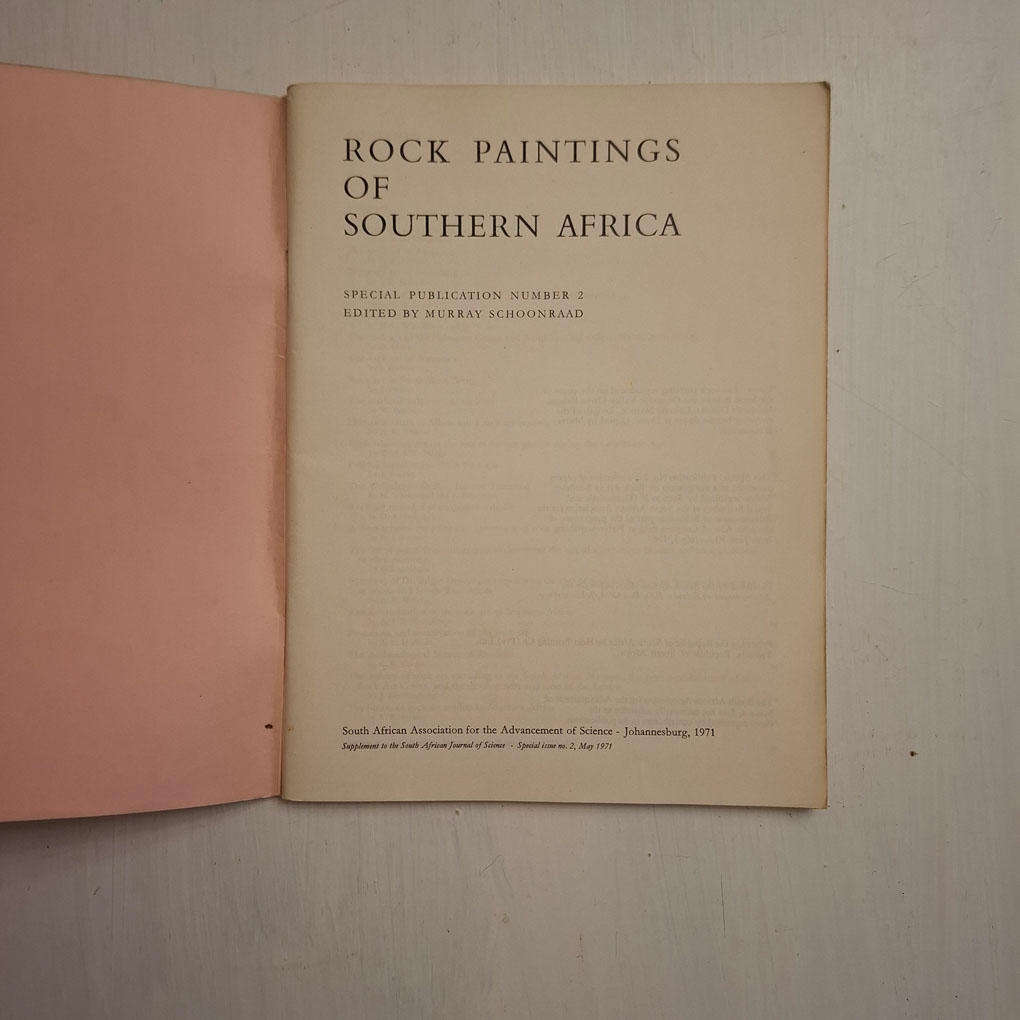 ROCK PAINTINGS
OF
SOUTHERN AFRICA
SPECIAL PUBLICATION NUMBER 2
EDITED BY MURRAY SCHOONRAAD
South African Association for the Advancement of Science - Johannesburg, 1971
Supplement to the South African Journal of Science - Special issue no. 2, May 1971